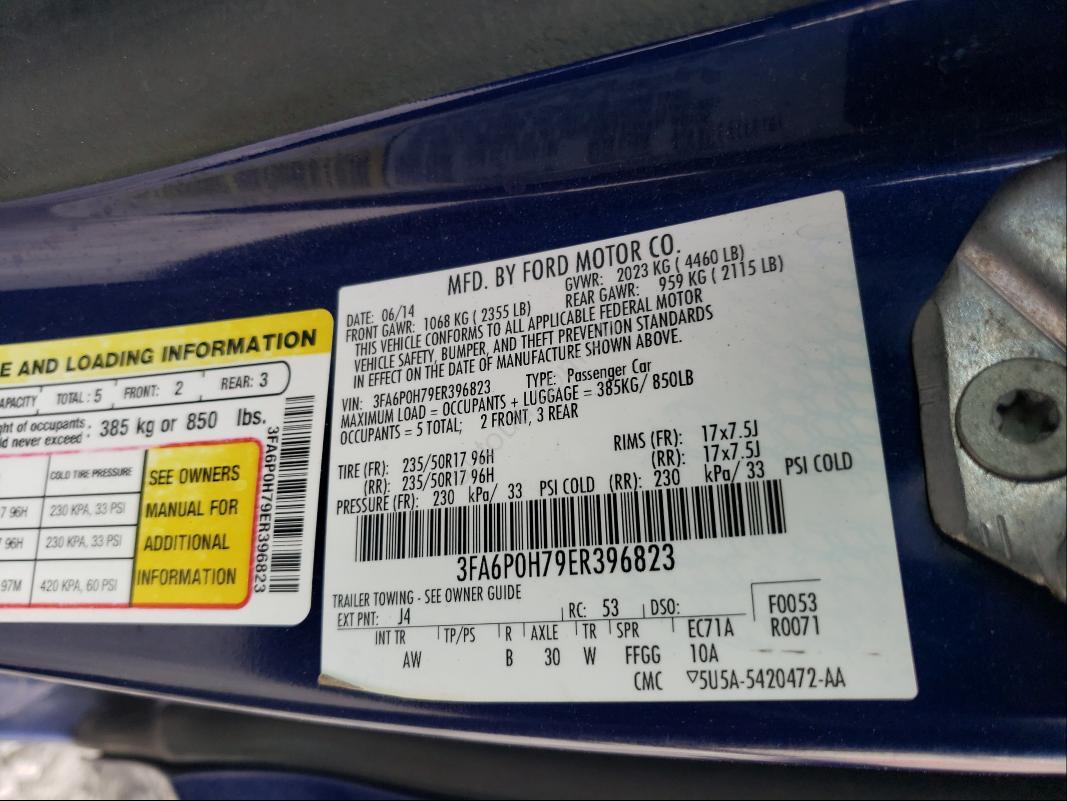 E AND LOADING INFORMATION
APACITY TOTAL : 5 FRONT: 2 REAR: 3
of occupants
never exceed 385 kg or 850 lbs.
COLD TIRE PRESSURE
7 96H 230 KPA, 33 PSI
96H 230 KPA, 33 PSI
97M 420 KPA, 60 PSI
SEE OWNERS
MANUAL FOR
ADDITIONAL
INFORMATION
3FA6P0H79ER396823
MFD. BY FORD MOTOR CO.
DATE: 06/14 GVWR: 2023 KG ( 4460 LB)
FRONT GAWR: 1068 KG ( 2355 LB) REAR GAWR: 959 KG ( 2115 LB)
THIS VEHICLE CONFORMS TO ALL APPLICABLE FEDERAL MOTOR
VEHICLE SAFETY, BUMPER, AND THEFT PREVENTION STANDARDS
IN EFFECT ON THE DATE OF MANUFACTURE SHOWN ABOVE.
VIN: 3FA6P0H79ER396823 TYPE: Passenger Car
MAXIMUM LOAD = OCCUPANTS + LUGGAGE = 385KG/ 850LB
OCCUPANTS = 5 TOTAL; 2 FRONT, 3 REAR
TIRE (FR): 235/50R17 96H RIMS (FR): 17x7.5J
(RR): 235/50R17 96H (RR): 17x7.5J
PRESSURE (FR): 230 kPa/ 33 PSI COLD (RR): 230 kPa/ 33 PSI COLD
3FA6P0H79ER396823
TRAILER TOWING - SEE OWNER GUIDE
EXT PNT: J4 RC: 53 DSO: F0053
INT TR TP/PS R AXLE TR SPR EC71A R0071
AW B 30 W FFGG 10A
CMC ▽5U5A-5420472-AA